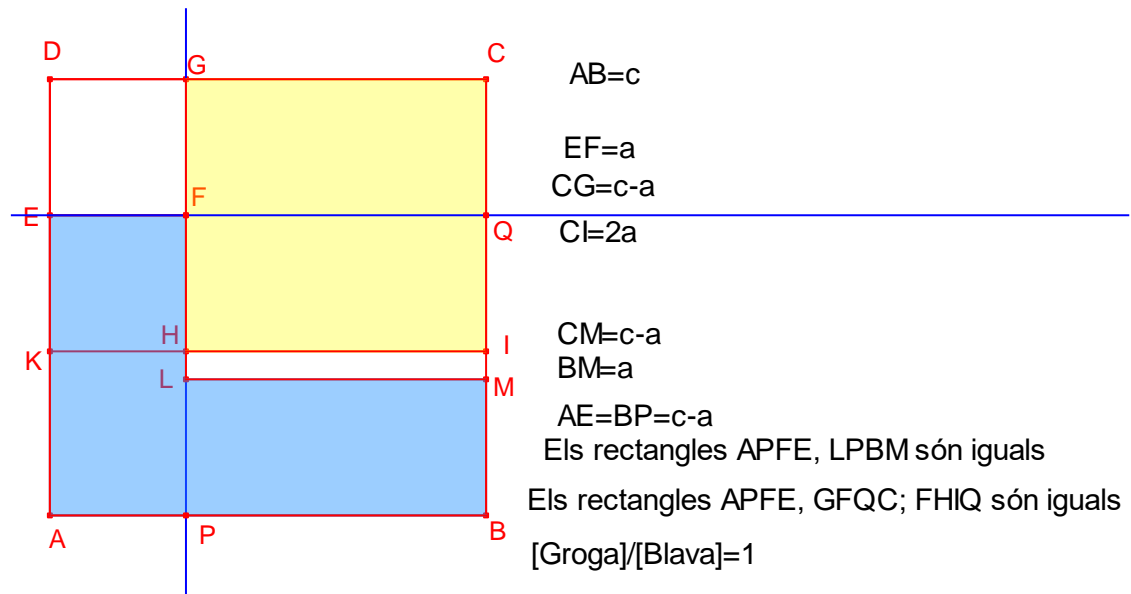 D G C
AB=c
EF=a
CG=c-a
E F Q
CI=2a
K H I
CM=c-a
L M
BM=a
AE=BP=c-a
Els rectangles APFE, LPBM són iguals
Els rectangles APFE, GFQC; FHIQ són iguals
A P B
[Groga]/[Blava]=1